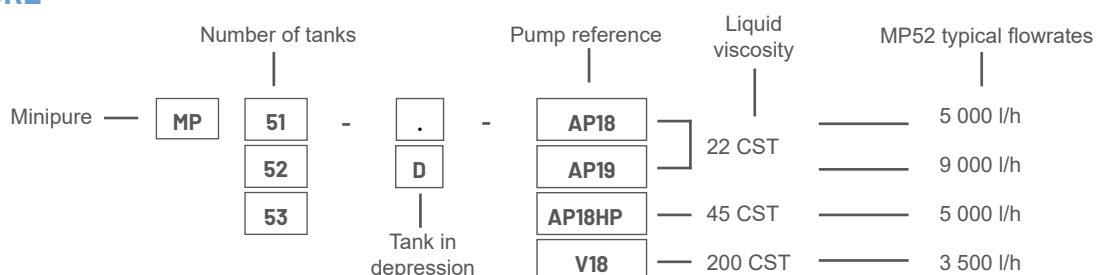 Number of tanks
Pump reference
Liquid
viscosity
MP52 typical flowrates
Minipure
MP
51
-
.
-
AP18
5 000 l/h
22 CST
52
D
AP19
9 000 l/h
53
AP18HP
45 CST
5 000 l/h
Tank in
depression
V18
200 CST
3 500 l/h